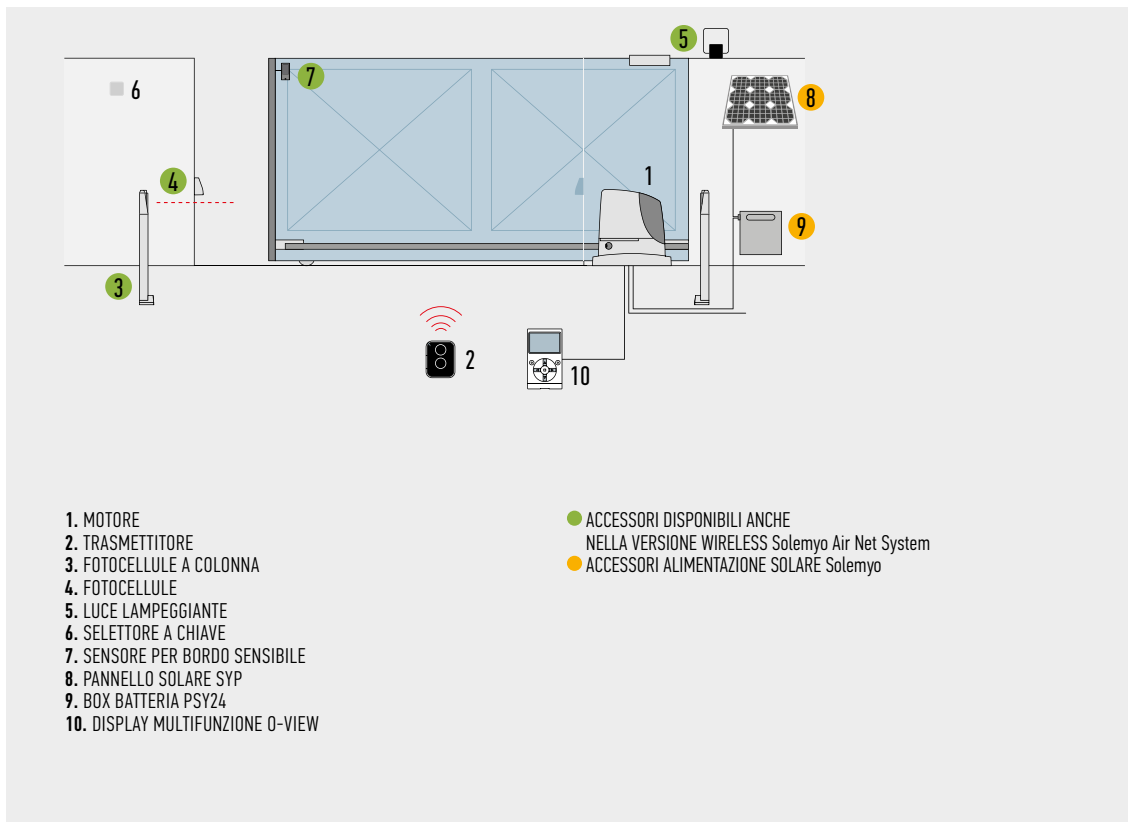 5
7
8
6
4
1
9
3
2
10
1. MOTORE
2. TRASMETTITORE
3. FOTOCELLULE A COLONNA
4. FOTOCELLULE
5. LUCE LAMPEGGIANTE
6. SELETTORE A CHIAVE
7. SENSORE PER BORDO SENSIBILE
8. PANNELLO SOLARE SYP
9. BOX BATTERIA PSY24
10. DISPLAY MULTIFUNZIONE O-VIEW
ACCESSORI DISPONIBILI ANCHE
NELLA VERSIONE WIRELESS Solemyo Air Net System
ACCESSORI ALIMENTAZIONE SOLARE Solemyo